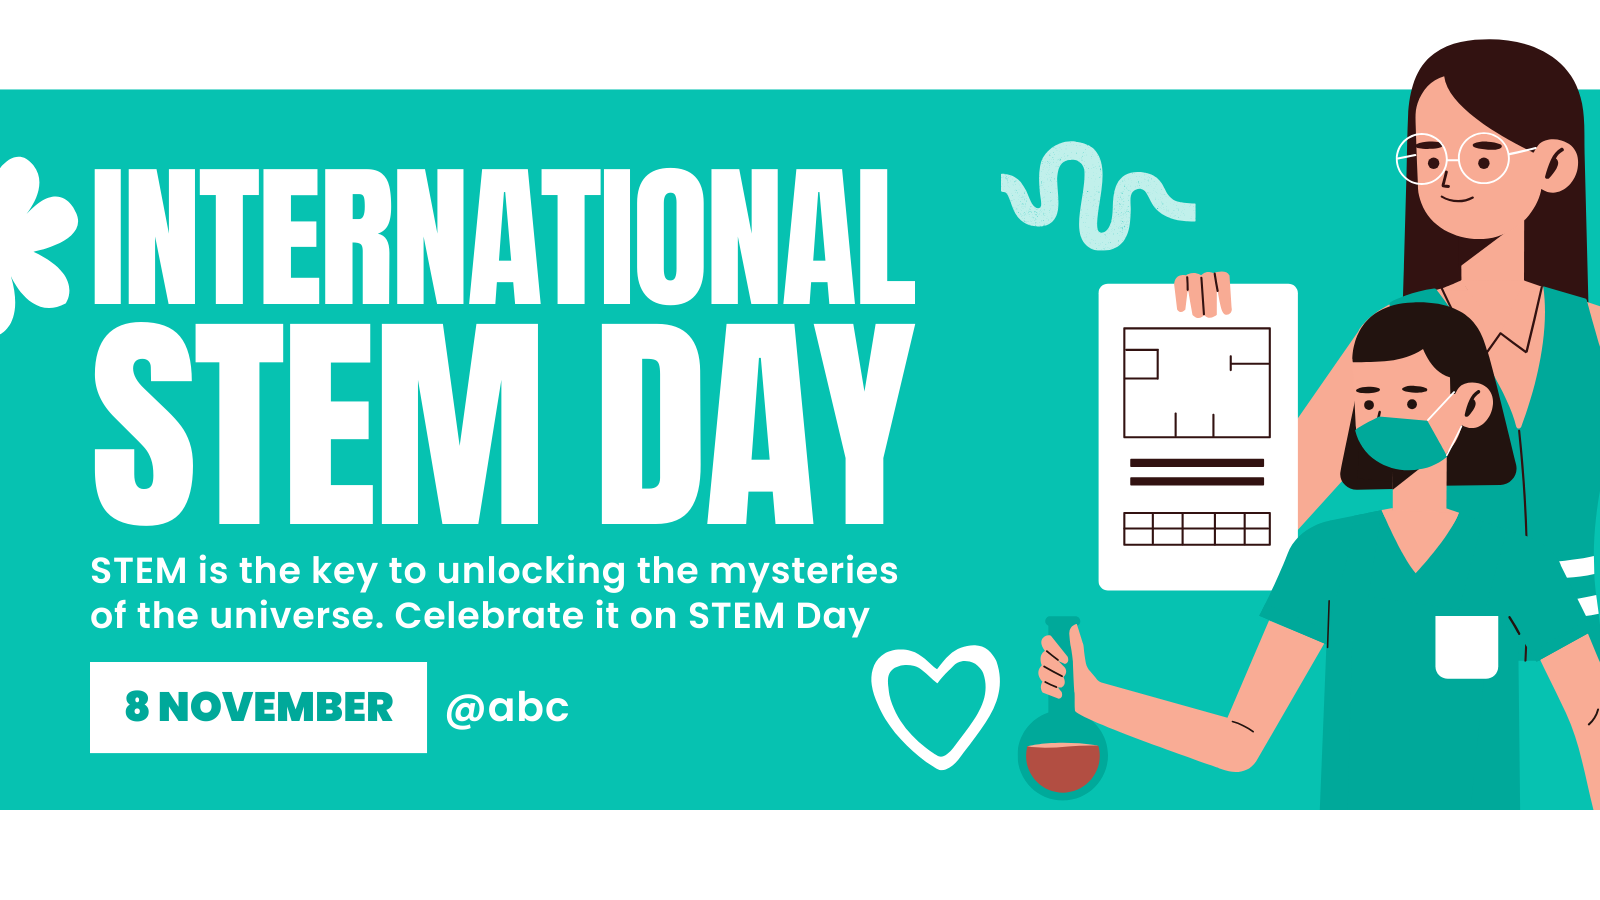 INTERNATIONAL
STEM DAY
STEM is the key to unlocking the mysteries
of the universe. Celebrate it on STEM Day
8 NOVEMBER
@abc